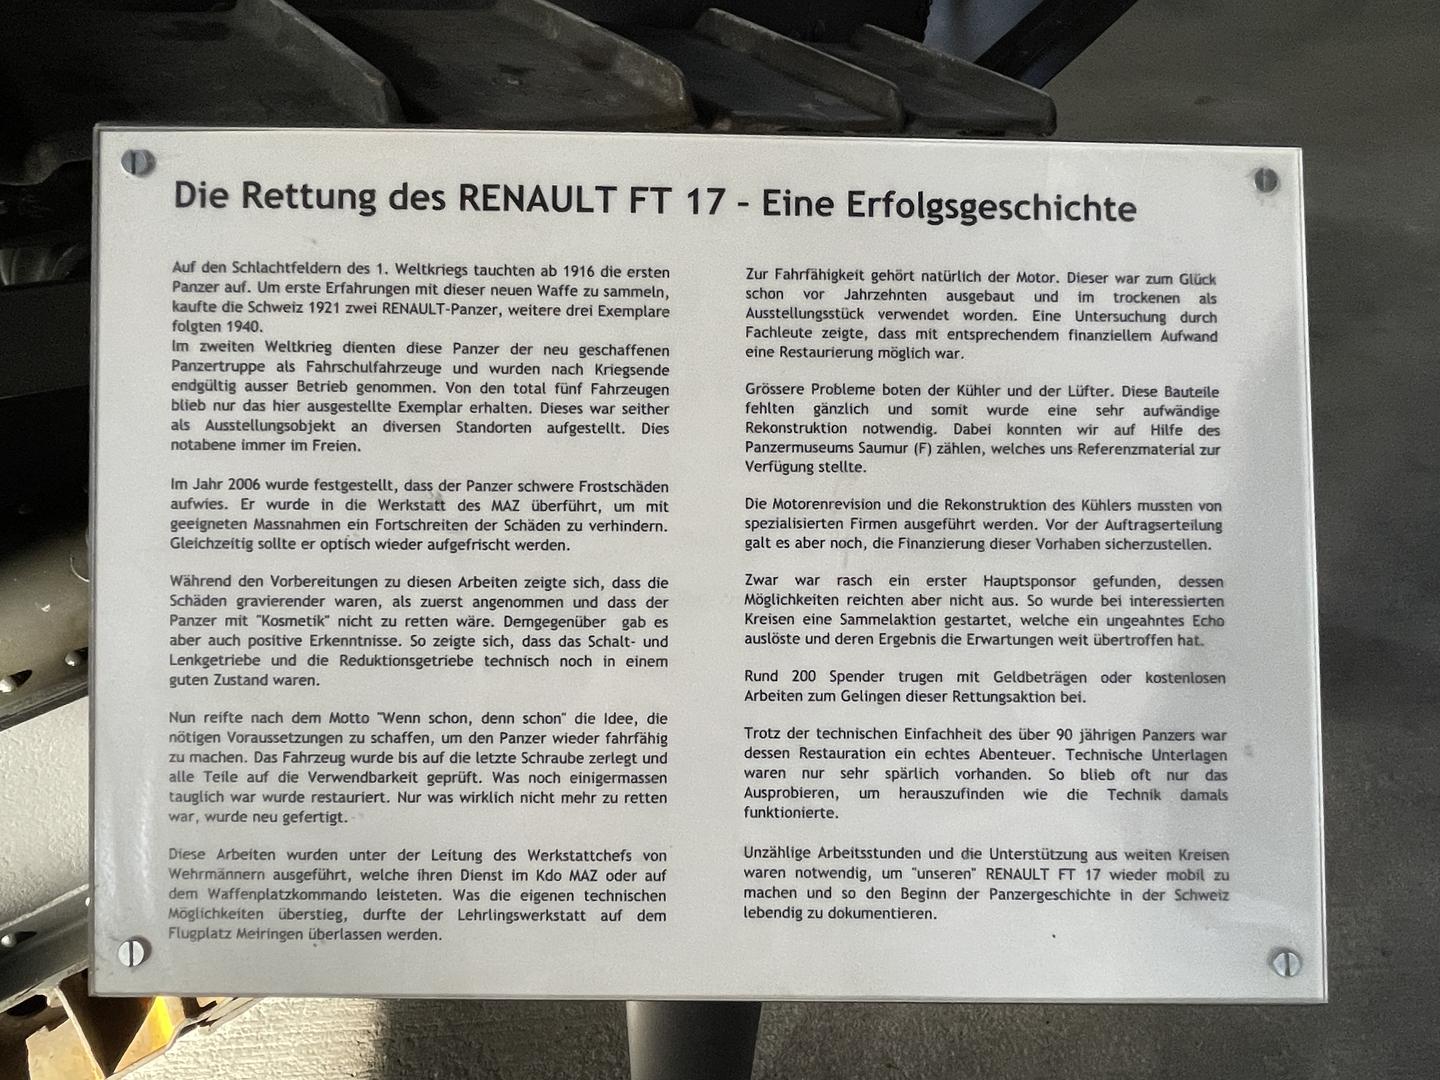 Die Rettung des RENAULT FT 17 - Eine Erfolgsgeschichte
Auf den Schlachtfeldern des 1. Weltkriegs tauchten ab 1916 die ersten
Panzer auf. Um erste Erfahrungen mit dieser neuen Waffe zu sammeln,
kaufte die Schweiz 1921 zwei RENAULT-Panzer, weitere drei Exemplare
folgten 1940.
Im zweiten Weltkrieg dienten diese Panzer der neu geschaffenen
Panzertruppe als Fahrschulfahrzeuge und wurden nach Kriegsende
endgültig ausser Betrieb genommen. Von den total fünf Fahrzeugen
blieb nur das hier ausgestellte Exemplar erhalten. Dieses war seither
als Ausstellungsobjekt an diversen Standorten aufgestellt. Dies
notabene immer im Freien.
Im Jahr 2006 wurde festgestellt, dass der Panzer schwere Frostschäden
aufwies. Er wurde in die Werkstatt des MAZ überführt, um mit
geeigneten Massnahmen ein Fortschreiten der Schäden zu verhindern.
Gleichzeitig sollte er optisch wieder aufgefrischt werden.
Während den Vorbereitungen zu diesen Arbeiten zeigte sich, dass die
Schäden gravierender waren, als zuerst angenommen und dass der
Panzer mit "Kosmetik" nicht zu retten wäre. Demgegenüber gab es
aber auch positive Erkenntnisse. So zeigte sich, dass das Schalt- und
Lenkgetriebe und die Reduktionsgetriebe technisch noch in einem
guten Zustand waren.
Nun reifte nach dem Motto "Wenn schon, denn schon" die Idee, die
nötigen Voraussetzungen zu schaffen, um den Panzer wieder fahrfähig
zu machen. Das Fahrzeug wurde bis auf die letzte Schraube zerlegt und
alle Teile auf die Verwendbarkeit geprüft. Was noch einigermassen
tauglich war wurde restauriert. Nur was wirklich nicht mehr zu retten
war, wurde neu gefertigt.
Diese Arbeiten wurden unter der Leitung des Werkstattchefs von
Wehrmännern ausgeführt, welche ihren Dienst im Kdo MAZ oder auf
dem Waffenplatzkommando leisteten. Was die eigenen technischen
Möglichkeiten überstieg, durfte der Lehrlingswerkstatt auf dem
Flugplatz Meiringen überlassen werden.
Zur Fahrfähigkeit gehört natürlich der Motor. Dieser war zum Glück
schon vor Jahrzehnten ausgebaut und im trockenen als
Ausstellungsstück verwendet worden. Eine Untersuchung durch
Fachleute zeigte, dass mit entsprechendem finanziellem Aufwand
eine Restaurierung möglich war.
Grössere Probleme boten der Kühler und der Lüfter. Diese Bauteile
fehlten gänzlich und somit wurde eine sehr aufwändige
Rekonstruktion notwendig. Dabei konnten wir auf Hilfe des
Panzermuseums Saumur (F) zählen, welches uns Referenzmaterial zur
Verfügung stellte.
Die Motorenrevision und die Rekonstruktion des Kühlers mussten von
spezialisierten Firmen ausgeführt werden. Vor der Auftragserteilung
galt es aber noch, die Finanzierung dieser Vorhaben sicherzustellen.
Zwar war rasch ein erster Hauptsponsor gefunden, dessen
Möglichkeiten reichten aber nicht aus. So wurde bei interessierten
Kreisen eine Sammelaktion gestartet, welche ein ungeahntes Echo
auslöste und deren Ergebnis die Erwartungen weit übertroffen hat.
Rund 200 Spender trugen mit Geldbeträgen oder kostenlosen
Arbeiten zum Gelingen dieser Rettungsaktion bei.
Trotz der technischen Einfachheit des über 90 jährigen Panzers war
dessen Restauration ein echtes Abenteuer. Technische Unterlagen
waren nur sehr spärlich vorhanden. So blieb oft nur das
Ausprobieren, um herauszufinden wie die Technik damals
funktionierte.
Unzählige Arbeitsstunden und die Unterstützung aus weiten Kreisen
waren notwendig, um "unseren" RENAULT FT 17 wieder mobil zu
machen und so den Beginn der Panzergeschichte in der Schweiz
lebendig zu dokumentieren.